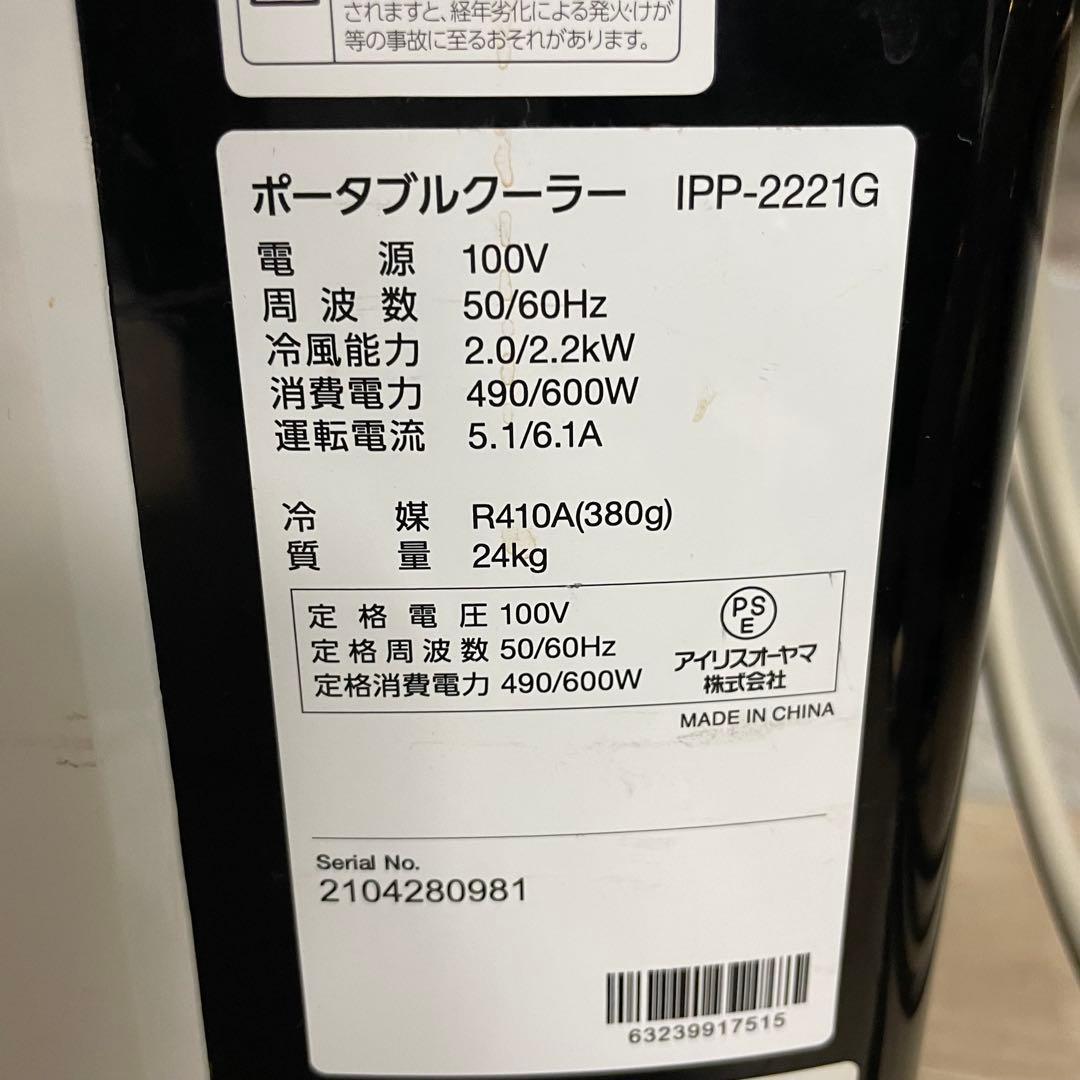 されますと、経年劣化による発火・けが
等の事故に至るおそれがあります。
ポータブルクーラー IPP-2221G
電源 100V
周波数 50/60Hz
冷風能力 2.0/2.2kW
消費電力 490/600W
運転電流 5.1/6.1A
冷媒 R410A(380g)
質量 24kg
定格電圧 100V
定格周波数 50/60Hz
定格消費電力 490/600W
PS
E
アイリスオーヤマ
株式会社
MADE IN CHINA
Serial No.
2104280981
63239917515